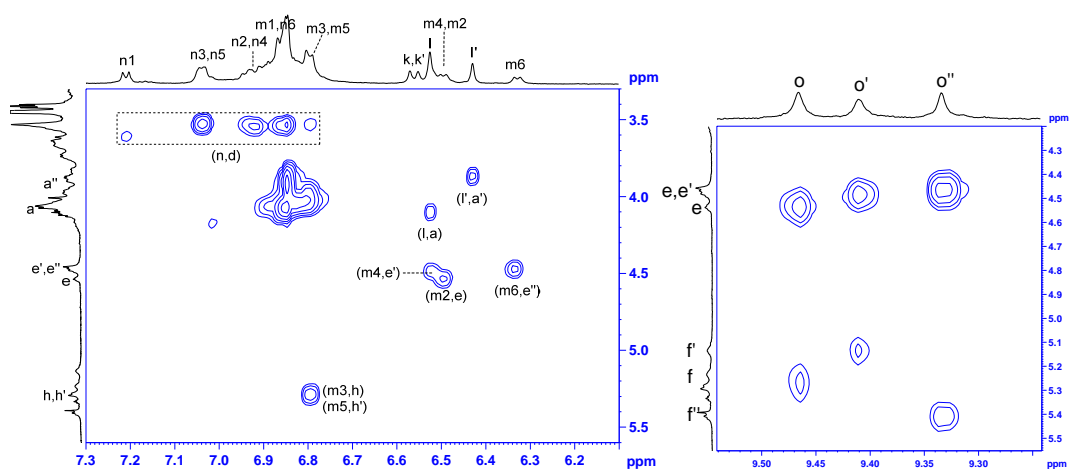 n1
n3,n5
n2,n4
m1,n6
m3,m5
k,k'
l
m4,m2
l'
m6
ppm
a''
a
e',e''
e
h,h'
(n,d)
(l',a')
(l,a)
(m4,e')
(m2,e)
(m6,e'')
(m3,h)
(m5,h')
3.5
4.0
4.5
5.0
5.5
7.3 7.2 7.1 7.0 6.9 6.8 6.7 6.6 6.5 6.4 6.3 6.2 ppm
o
o'
o''
ppm
e,e'
e
f'
f
f''
4.3
4.4
4.5
4.6
4.7
4.8
4.9
5.0
5.1
5.2
5.3
5.4
5.5
9.50 9.45 9.40 9.35 9.30 ppm